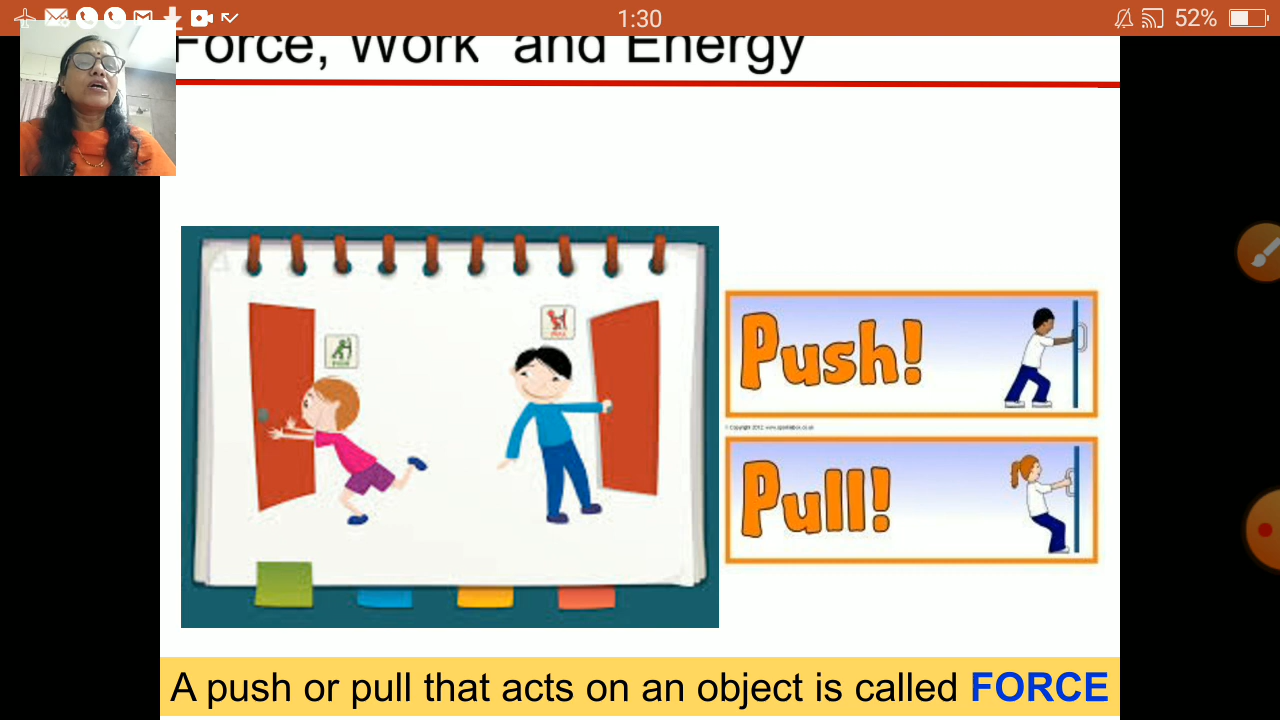 1:30
52%
Force, Work and Energy
Push!
Pull!
A push or pull that acts on an object is called FORCE